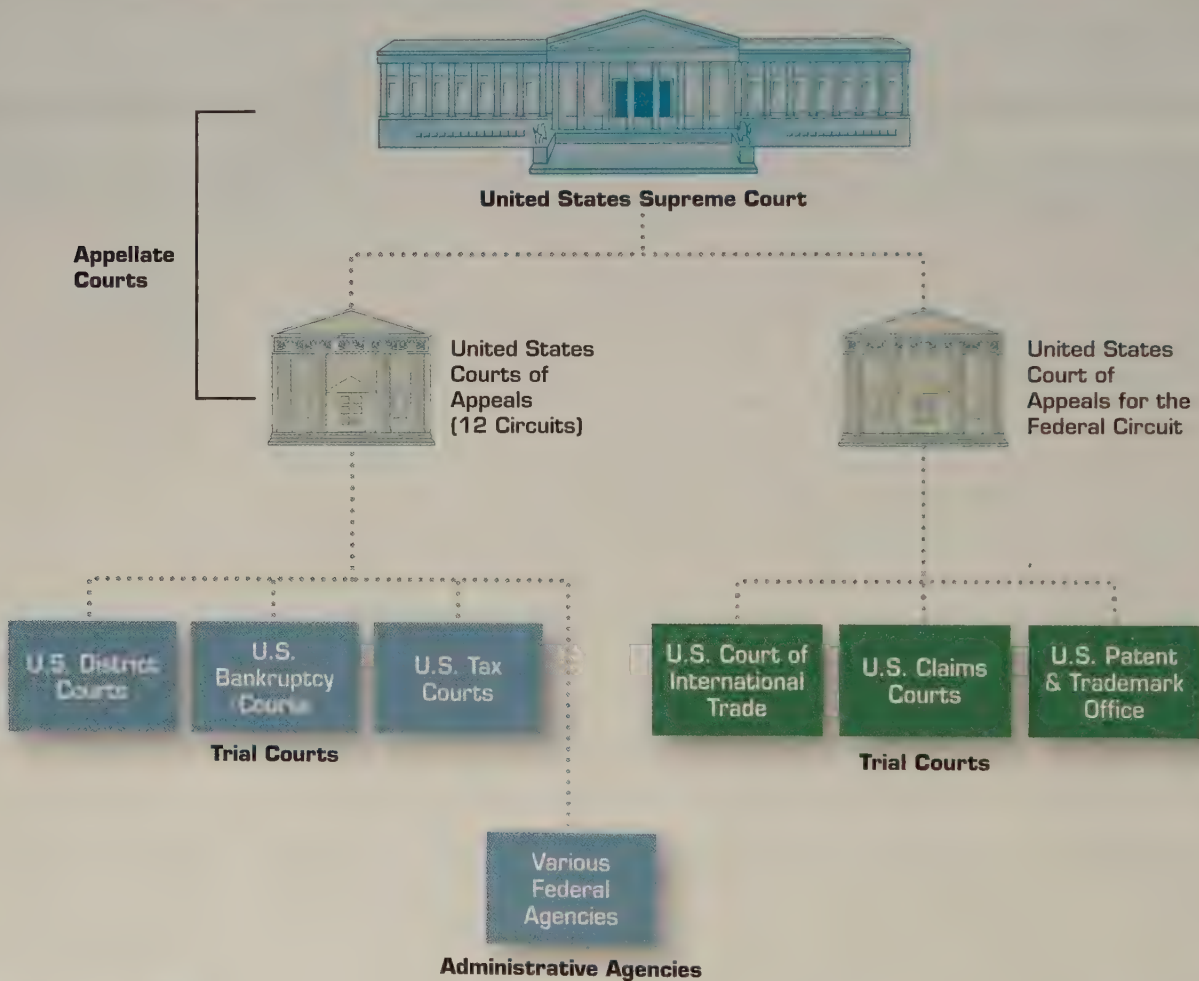 United States Supreme Court
Appellate
Courts
United States
Courts of
Appeals
(12 Circuits)
United States
Court of
Appeals for the
Federal Circuit
U.S. District
Courts
U.S.
Bankruptcy
Courts
U.S. Tax
Courts
Trial Courts
U.S. Court of
International
Trade
U.S. Claims
Courts
U.S. Patent
& Trademark
Office
Trial Courts
Various
Federal
Agencies
Administrative Agencies